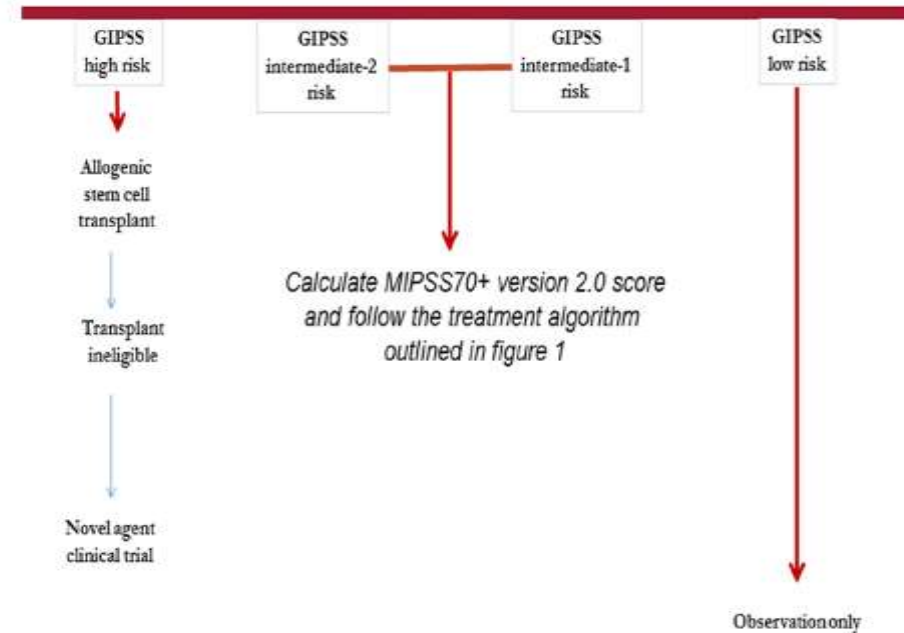 GIPSS
high risk
GIPSS
intermediate-2
risk
GIPSS
intermediate-1
risk
GIPSS
low risk
Allogenic
stem cell
transplant
Calculate MIPSS70+ version 2.0 score
and follow the treatment algorithm
outlined in figure 1
Transplant
ineligible
Novel agent
clinical trial
Observation only